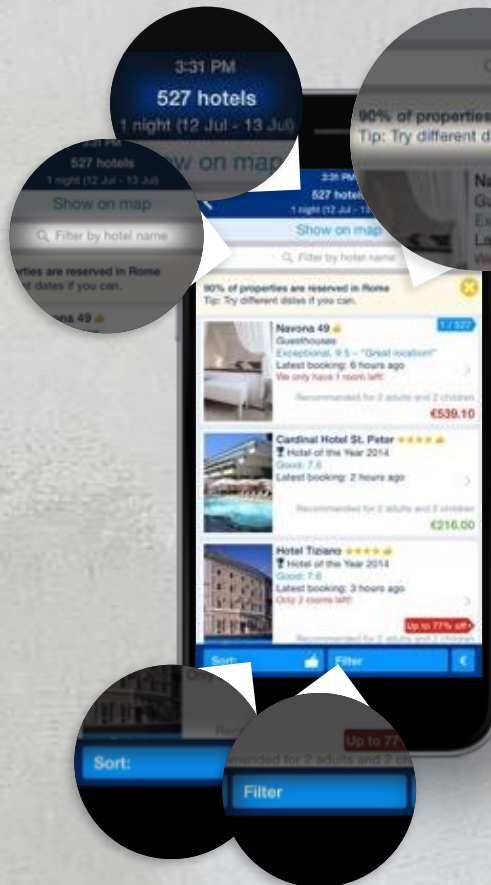 3:31 PM
527 hotels
1 night (12 Jul - 13 Jul)
w on map
90% of properties
Tip: Try different d
3:31 PM
527 hotels
1 night (12 Jul - 13 Jul)
Show on map
Filter by hotel name
rties are reserved in Rome
nt dates if you can.
ona 49
3:31 PM
527 hotels
1 night (12 Jul - 13
Show on map
Filter by hotel name
90% of properties are reserved in Rome
Tip: Try different dates if you can.
Navona 49
1 / 527
Guesthouses
Exceptional, 9.5 – "Great location!"
Latest booking: 6 hours ago
We only have 1 room left!
Recommended for 2 adults and 2 children
€539.10
Cardinal Hotel St. Peter
Hotel of the Year 2014
Good: 7.6
Latest booking: 2 hours ago
Recommended for 2 adults and 2 children
€216.00
Hotel Tiziano
Hotel of the Year 2014
Good: 7.6
Latest booking: 3 hours ago
Only 2 rooms left!
Up to 77% off
Recommended for 2 adults and 2 children
Sort:
Filter
€
Sort:
Up to 77
mended for 2 adults and 2 ch
Filter